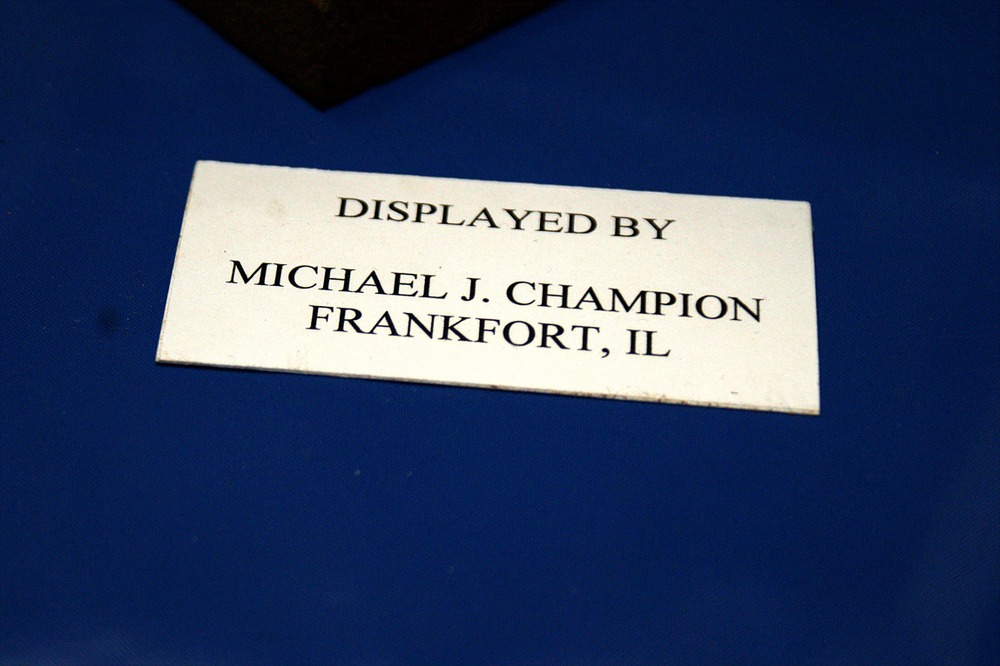 DISPLAYED BY
MICHAEL J. CHAMPION
FRANKFORT, IL